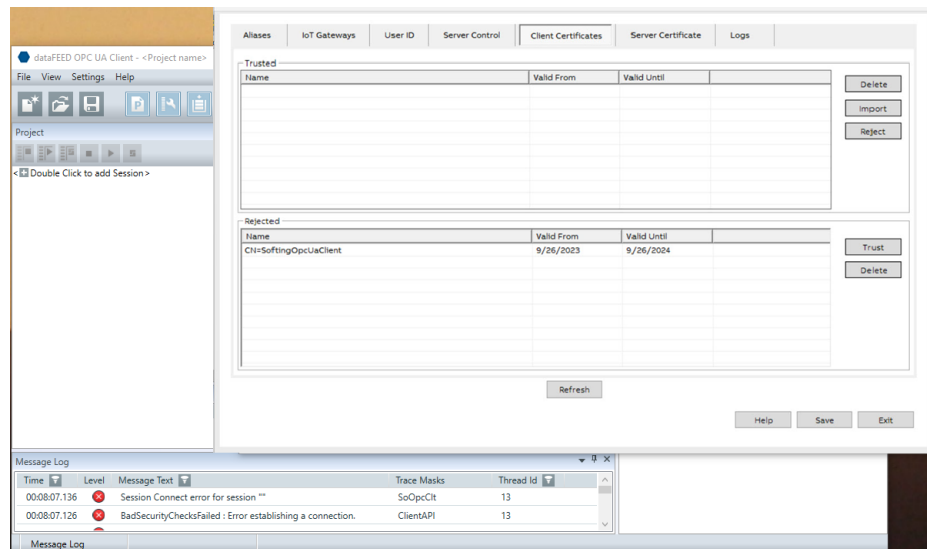 Aliases IoT Gateways User ID Server Control Client Certificates Server Certificate Logs
dataFEED OPC UA Client - <Project name>
File View Settings Help
Project
<Double Click to add Session>
Trusted
Name Valid From Valid Until
Delete
Import
Reject
Rejected
Name Valid From Valid Until
CN=SoftingOpcUaClient 9/26/2023 9/26/2024
Trust
Delete
Refresh
Help Save Exit
Message Log
Time Level Message Text Trace Masks Thread Id
00:08:07.136 Session Connect error for session "" SoOpcClt 13
00:08:07.126 BadSecurityChecksFailed : Error establishing a connection. ClientAPI 13
Message Log